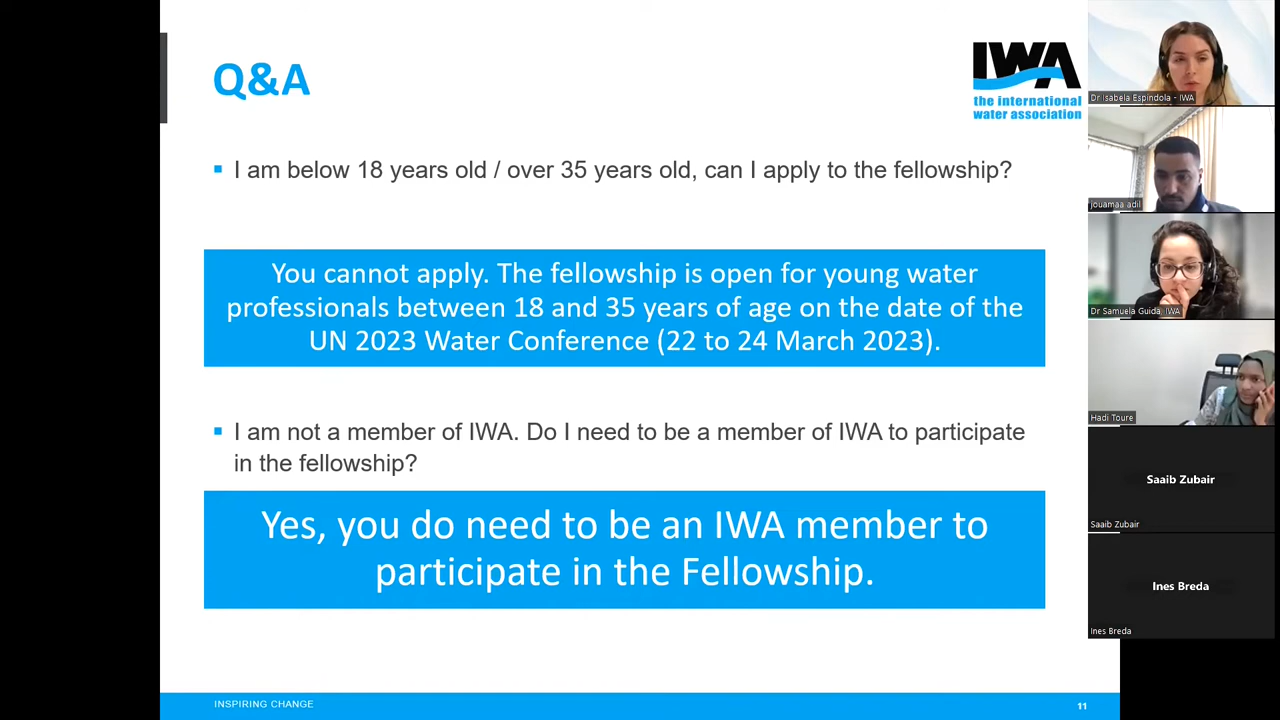 Q&A
IWA
the international
water association
I am below 18 years old / over 35 years old, can I apply to the fellowship?
You cannot apply. The fellowship is open for young water
professionals between 18 and 35 years of age on the date of the
UN 2023 Water Conference (22 to 24 March 2023).
I am not a member of IWA. Do I need to be a member of IWA to participate
in the fellowship?
Yes, you do need to be an IWA member to
participate in the Fellowship.
INSPIRING CHANGE
11
Dr Isabela Espindola - IWA
jouamaa adil
Dr Samuela Guida IWA
Hadi Toure
Saaib Zubair
Saaib Zubair
Ines Breda
Ines Breda